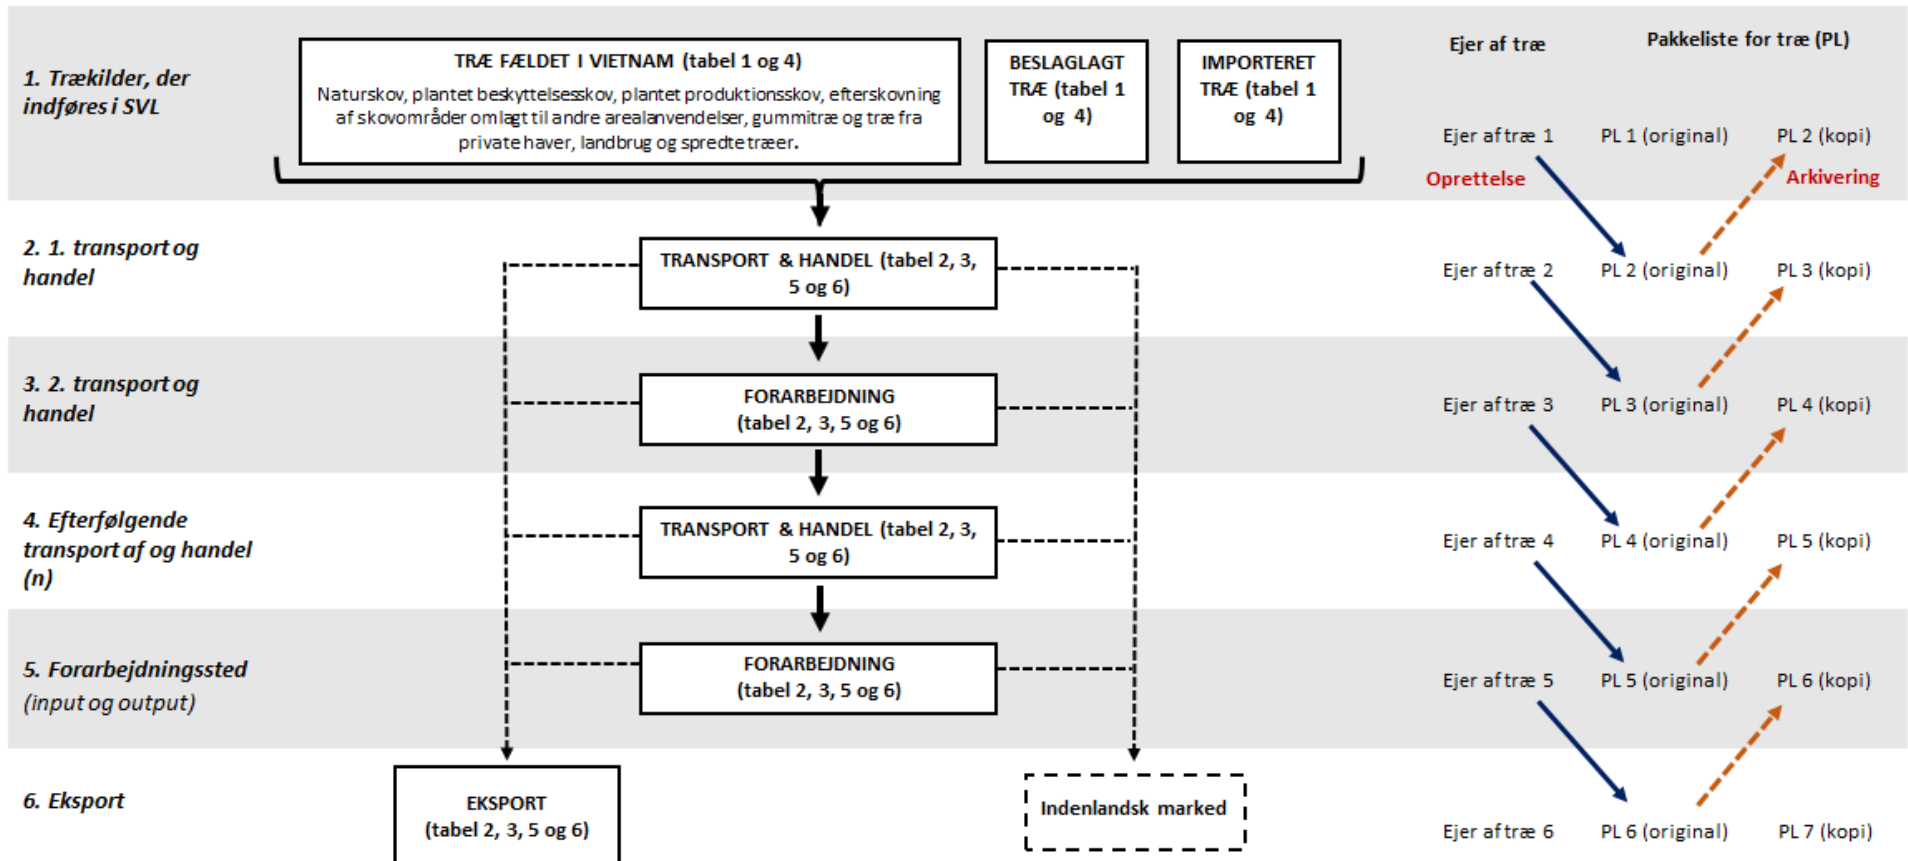 1. Trækilder, der
indføres i SVL
TRÆ FÆLDET I VIETNAM (tabel 1 og 4)
Naturskov, plantet beskyttelsesskov, plantet produktionsskov, efterskovning
af skovområder omlagt til andre arealanvendelser, gummitræ og træ fra
private haver, landbrug og spredte træer.
BESLAGLAGT
TRÆ (tabel 1
og 4)
IMPORTERET
TRÆ (tabel 1
og 4)
Ejer af træ
Pakkeliste for træ (PL)
Ejer af træ 1
PL 1 (original)
PL 2 (kopi)
Oprettelse
Arkivering
2. 1. transport og
handel
TRANSPORT & HANDEL (tabel 2, 3,
5 og 6)
Ejer af træ 2
PL 2 (original)
PL 3 (kopi)
3. 2. transport og
handel
FORARBEJDNING
(tabel 2, 3, 5 og 6)
Ejer af træ 3
PL 3 (original)
PL 4 (kopi)
4. Efterfølgende
transport af og handel
(n)
TRANSPORT & HANDEL (tabel 2, 3,
5 og 6)
Ejer af træ 4
PL 4 (original)
PL 5 (kopi)
5. Forarbejdningssted
(input og output)
FORARBEJDNING
(tabel 2, 3, 5 og 6)
Ejer af træ 5
PL 5 (original)
PL 6 (kopi)
6. Eksport
EKSPORT
(tabel 2, 3, 5 og 6)
Indenlandsk marked
Ejer af træ 6
PL 6 (original)
PL 7 (kopi)